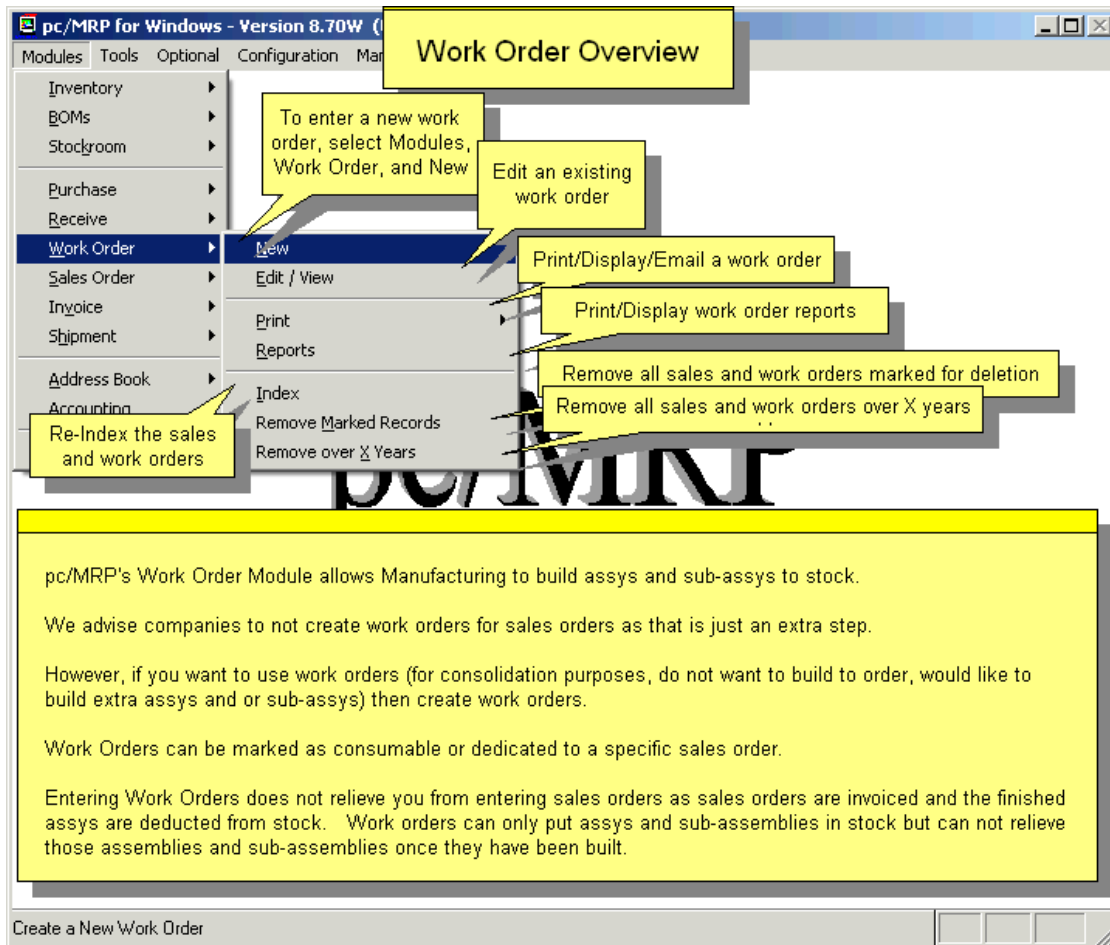 pc/MRP for Windows - Version 8.70W (
Work Order Overview
Modules Tools Optional Configuration
Inventory
BOMs
Stockroom
Purchase
Receive
Work Order
Sales Order
Invoice
Shipment
Address Book
Accounting
To enter a new work
order, select Modules,
Work Order, and New
Edit an existing
work order
New
Edit / View
Print
Reports
Index
Remove Marked Records
Remove over X Years
Print/Display/Email a work order
Print/Display work order reports
Remove all sales and work orders marked for deletion
Remove all sales and work orders over X years
Re-Index the sales
and work orders
pc/MRP
pc/MRP's Work Order Module allows Manufacturing to build assys and sub-assys to stock.
We advise companies to not create work orders for sales orders as that is just an extra step.
However, if you want to use work orders (for consolidation purposes, do not want to build to order, would like to
build extra assys and or sub-assys) then create work orders.
Work Orders can be marked as consumable or dedicated to a specific sales order.
Entering Work Orders does not relieve you from entering sales orders as sales orders are invoiced and the finished
assys are deducted from stock. Work orders can only put assys and sub-assemblies in stock but can not relieve
those assemblies and sub-assemblies once they have been built.
Create a New Work Order